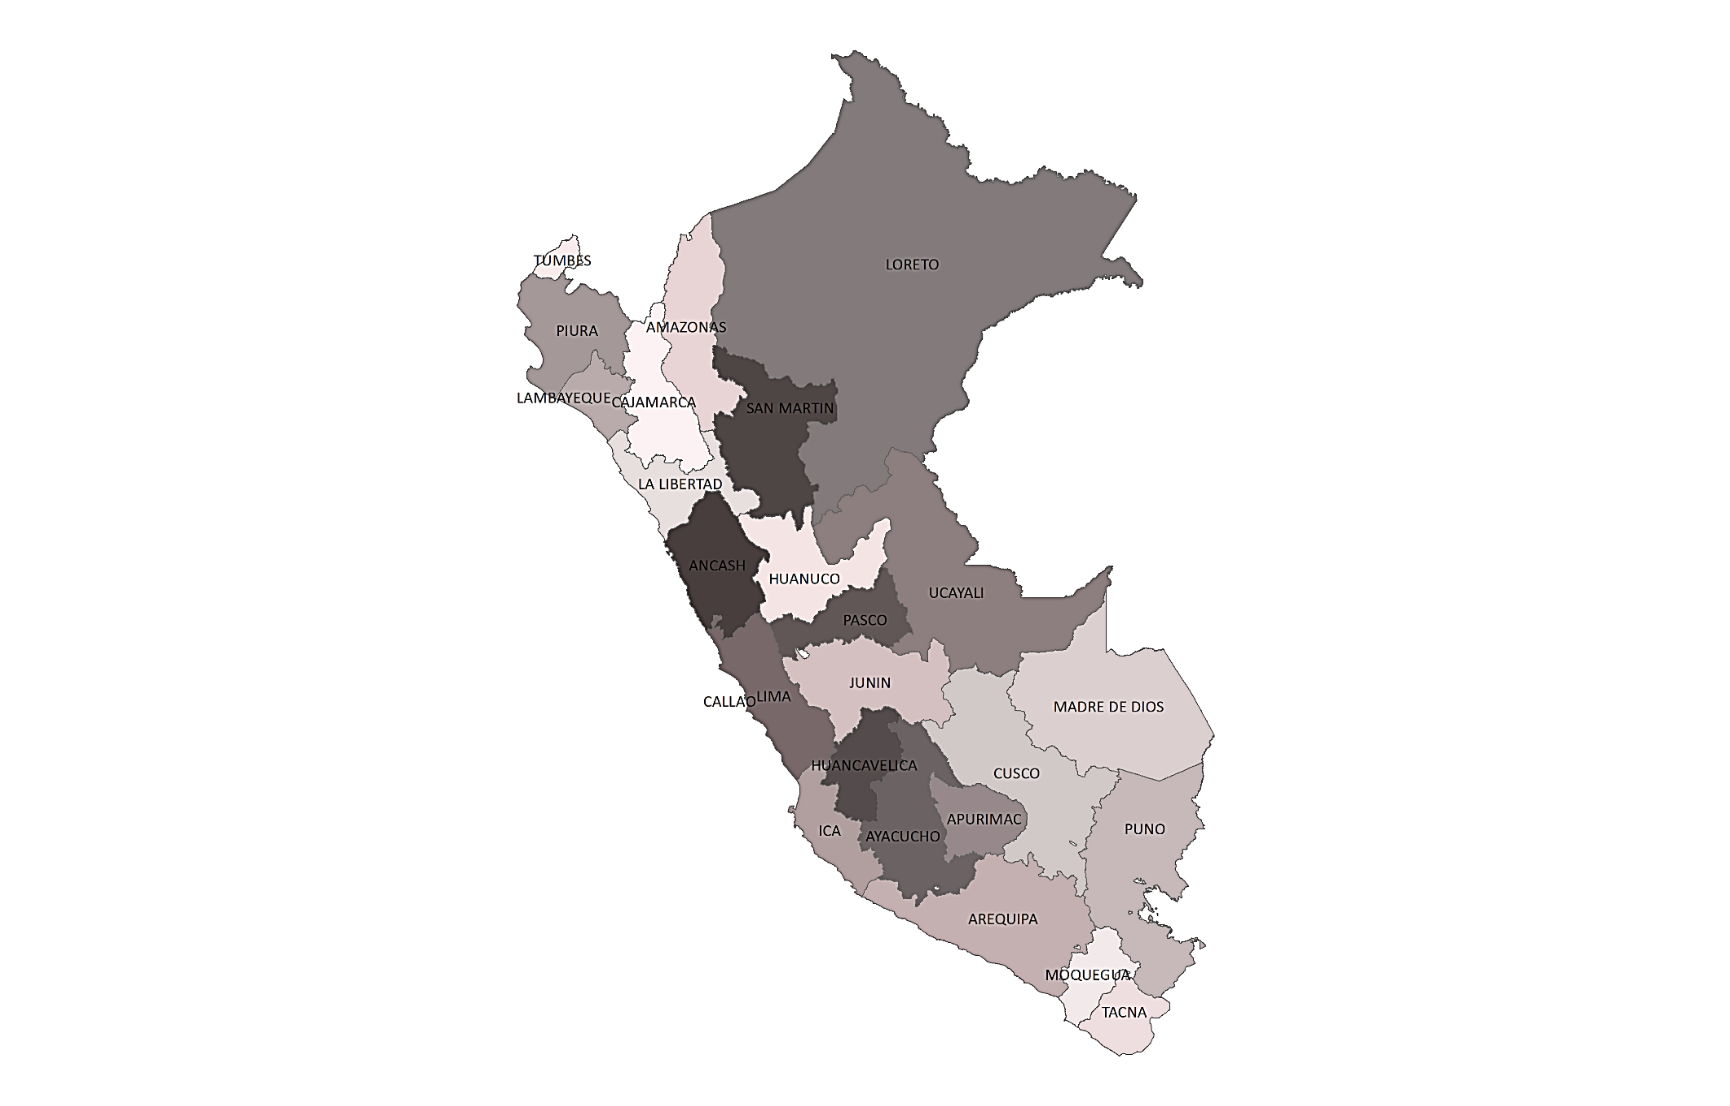 TUMBES
LORETO
PIURA
AMAZONAS
LAMBAYEQUE
CAJAMARCA
SAN MARTIN
LA LIBERTAD
ANCASH
HUANUCO
UCAYALI
PASCO
JUNIN
CALLAO
LIMA
MADRE DE DIOS
HUANCAVELICA
CUSCO
ICA
AYACUCHO
APURIMAC
PUNO
AREQUIPA
MOQUEGUA
TACNA